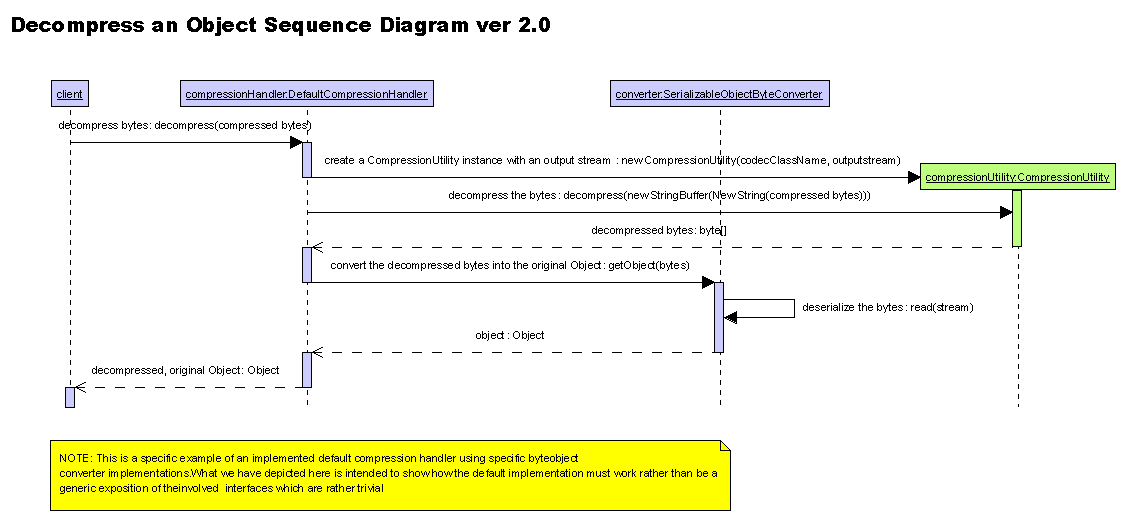 Decompress an Object Sequence Diagram ver 2.0
client
compressionHandler:DefaultCompressionHandler
converter:SerializableObjectByteConverter
decompress bytes: decompress(compressed bytes)
create a CompressionUtility instance with an output stream : new CompressionUtility(codecClassName, outputstream)
compressionUtility:CompressionUtility
decompress the bytes : decompress(new StringBuffer(New String(compressed bytes)))
decompressed bytes: byte[]
convert the decompressed bytes into the original Object: getObject(bytes)
deserialize the bytes : read(stream)
object : Object
decompressed, original Object: Object
NOTE: This is a specific example of an implemented default compression handler using specific byteobject
converter implementations.What we have depicted here is intended to show how the default implementation must work rather than be a
generic exposition of theinvolved interfaces which are rather trivial